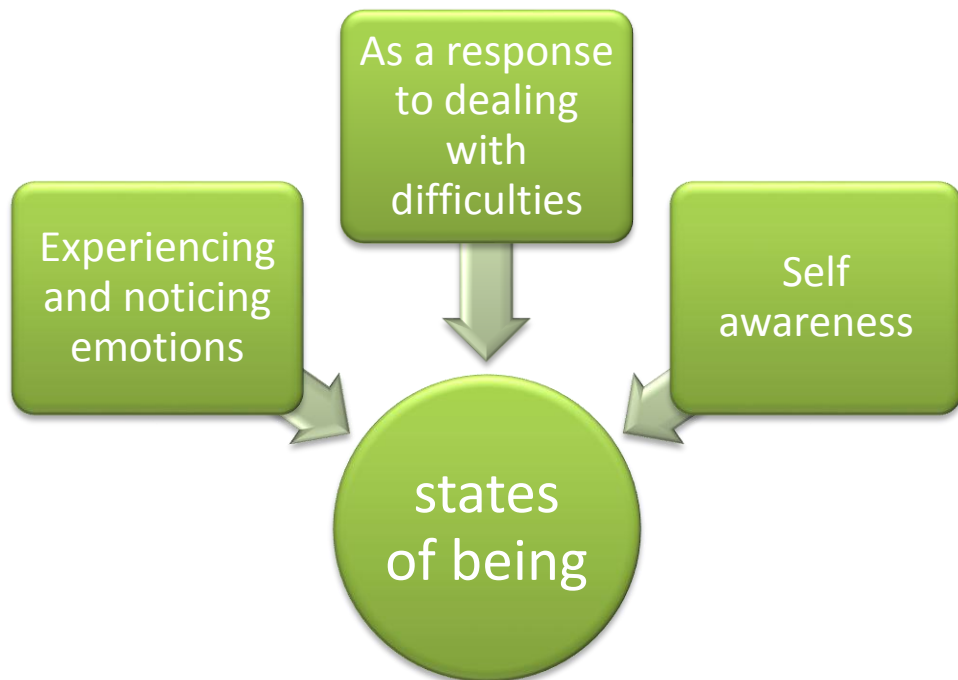 As a response
to dealing
with
difficulties
Experiencing
and noticing
emotions
Self
awareness
states
of being